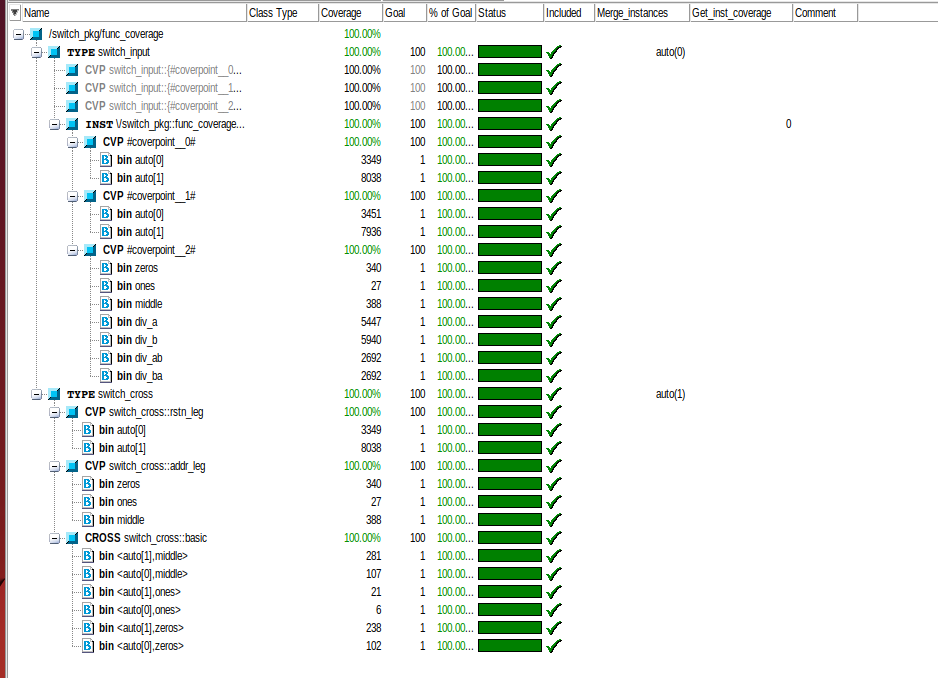 Name Class Type Coverage Goal % of Goal Status Included Merge_instances Get_inst_coverage Comment
/switch_pkg/func_coverage 100.00%
TYPE switch_input 100.00% 100 100.00... auto(0)
CVP switch_input::{#coverpoint__0... 100.00% 100 100.00...
CVP switch_input::{#coverpoint__1... 100.00% 100 100.00...
CVP switch_input::{#coverpoint__2... 100.00% 100 100.00...
INST \/switch_pkg::func_coverage... 100.00% 100 100.00... 0
CVP #coverpoint__0# 100.00% 100 100.00...
B bin auto[0] 3349 1 100.00...
B bin auto[1] 8038 1 100.00...
CVP #coverpoint__1# 100.00% 100 100.00...
B bin auto[0] 3451 1 100.00...
B bin auto[1] 7936 1 100.00...
CVP #coverpoint__2# 100.00% 100 100.00...
B bin zeros 340 1 100.00...
B bin ones 27 1 100.00...
B bin middle 388 1 100.00...
B bin div_a 5447 1 100.00...
B bin div_b 5940 1 100.00...
B bin div_ab 2692 1 100.00...
B bin div_ba 2692 1 100.00...
TYPE switch_cross 100.00% 100 100.00... auto(1)
CVP switch_cross::rstn_leg 100.00% 100 100.00...
B bin auto[0] 3349 1 100.00...
B bin auto[1] 8038 1 100.00...
CVP switch_cross::addr_leg 100.00% 100 100.00...
B bin zeros 340 1 100.00...
B bin ones 27 1 100.00...
B bin middle 388 1 100.00...
CROSS switch_cross::basic 100.00% 100 100.00...
B bin <auto[1],middle> 281 1 100.00...
B bin <auto[0],middle> 107 1 100.00...
B bin <auto[1],ones> 21 1 100.00...
B bin <auto[0],ones> 6 1 100.00...
B bin <auto[1],zeros> 238 1 100.00...
B bin <auto[0],zeros> 102 1 100.00...